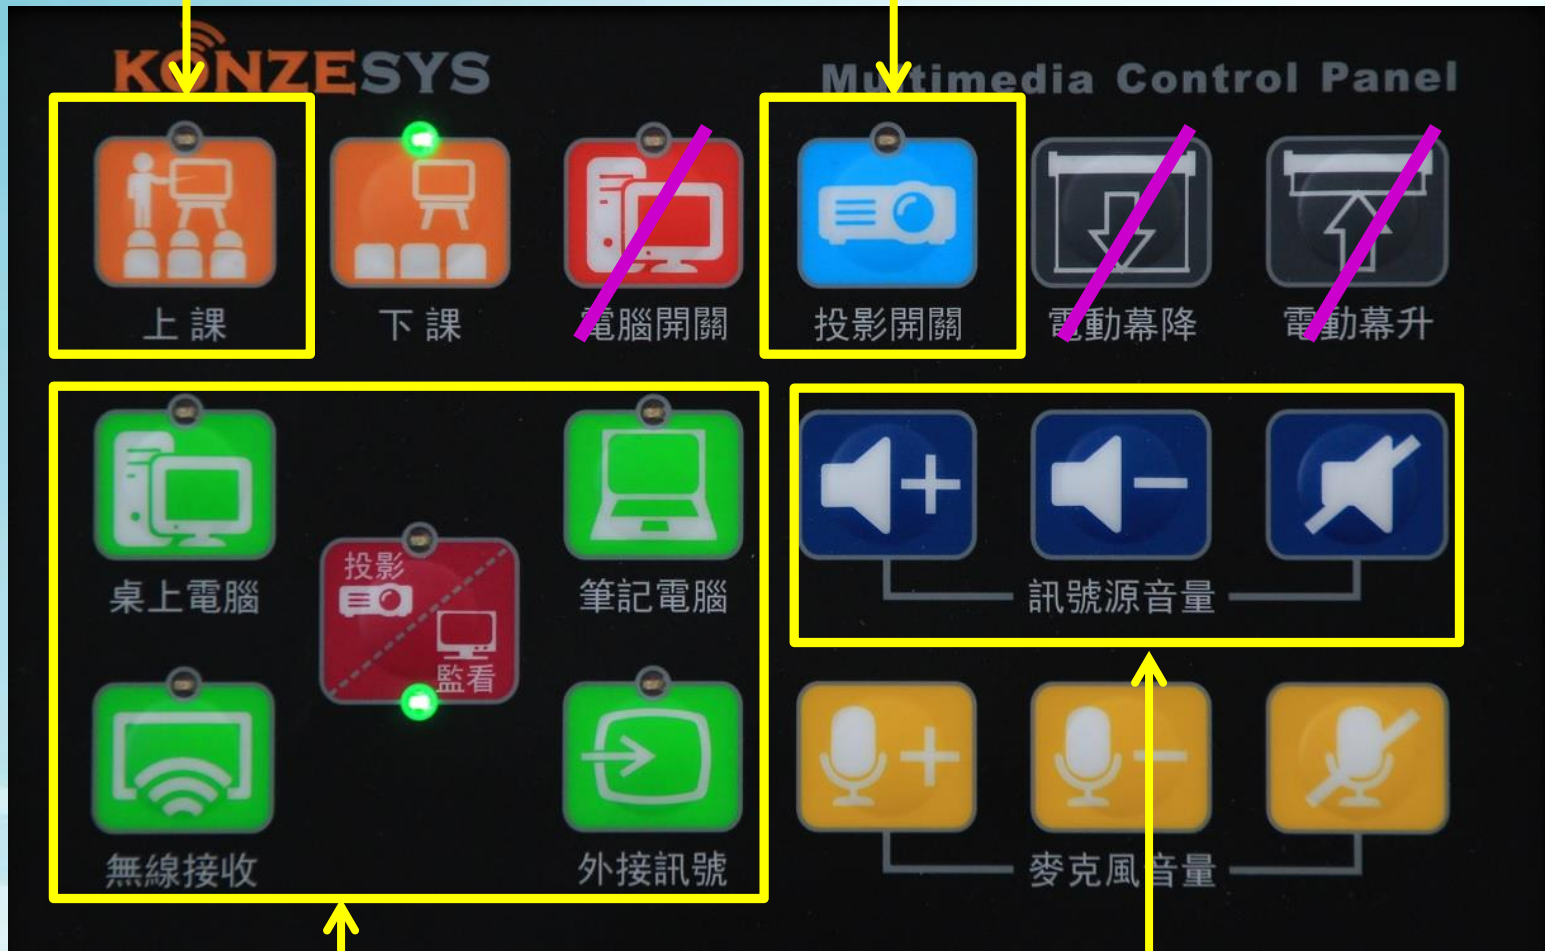 KONZESYS
Multimedia Control Panel
上課
下課
電腦開關
投影開關
電動幕降
電動幕升
投影
監看
桌上電腦
筆記電腦
訊號源音量
無線接收
外接訊號
麥克風音量